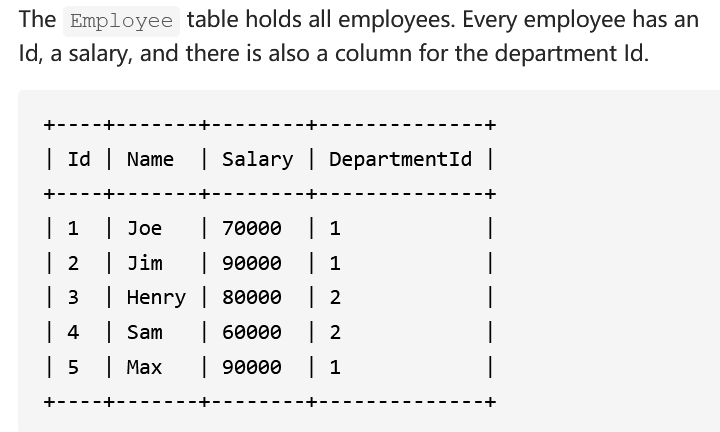 The Employee table holds all employees. Every employee has an
Id, a salary, and there is also a column for the department Id.
+----+-------+--------+--------------+
| Id | Name  | Salary | DepartmentId |
+----+-------+--------+--------------+
| 1  | Joe   | 70000  | 1            |
| 2  | Jim   | 90000  | 1            |
| 3  | Henry | 80000  | 2            |
| 4  | Sam   | 60000  | 2            |
| 5  | Max   | 90000  | 1            |
+----+-------+--------+--------------+